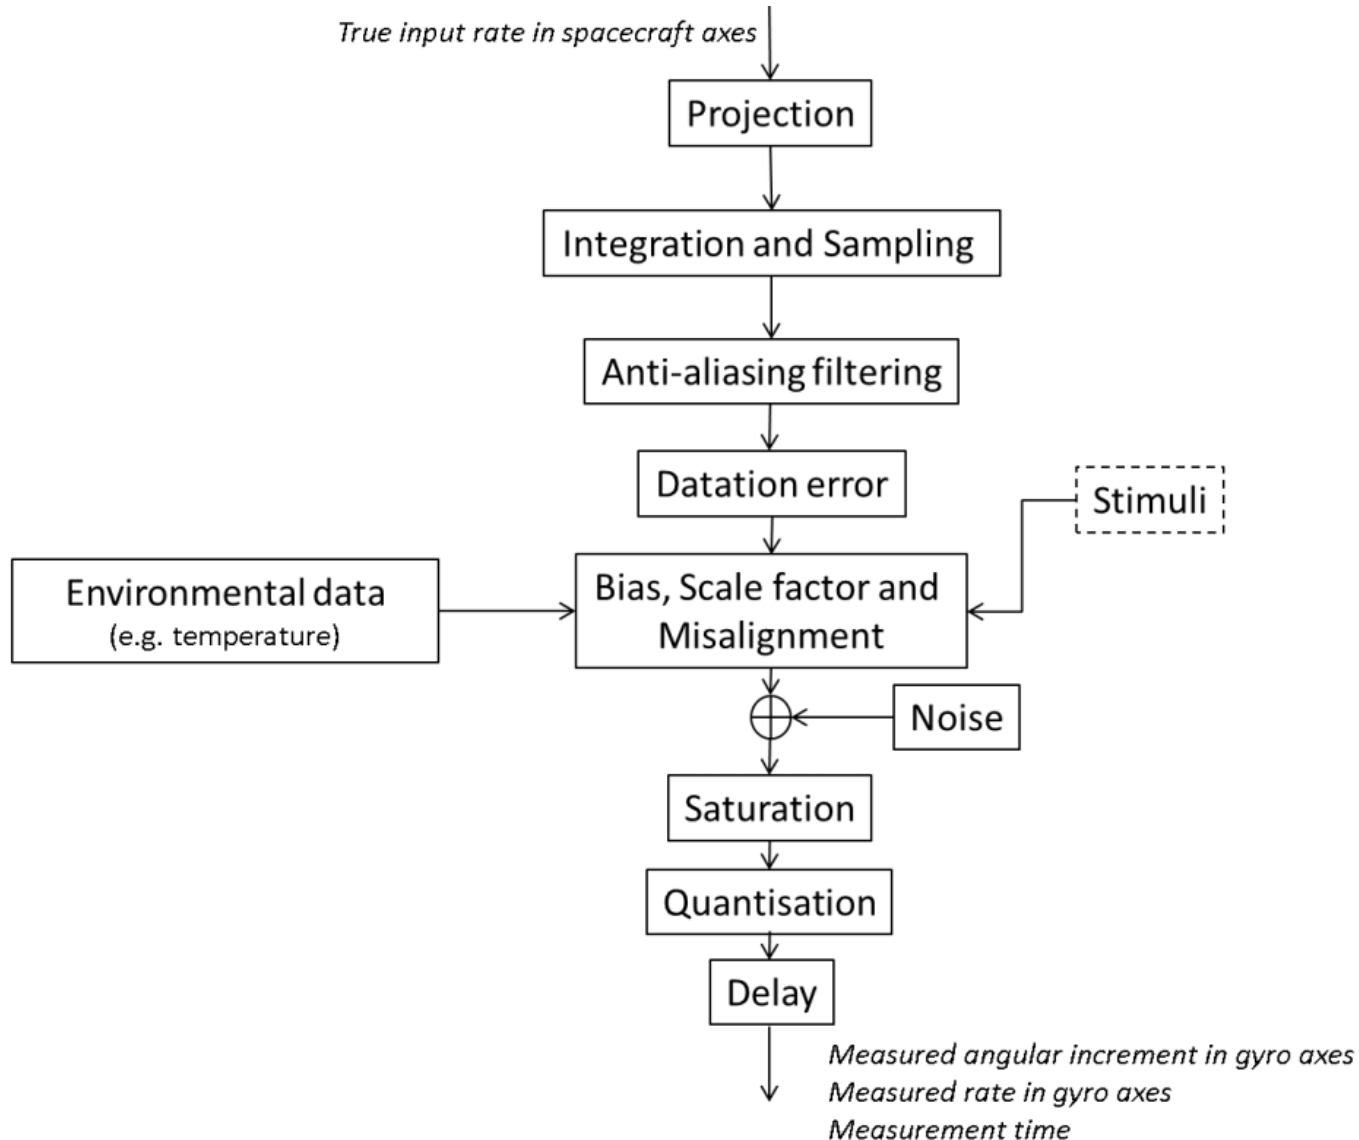 True input rate in spacecraft axes
Projection
Integration and Sampling
Anti-aliasing filtering
Datation error
Stimuli
Environmental data
(e.g. temperature)
Bias, Scale factor and
Misalignment
Noise
Saturation
Quantisation
Delay
Measured angular increment in gyro axes
Measured rate in gyro axes
Measurement time